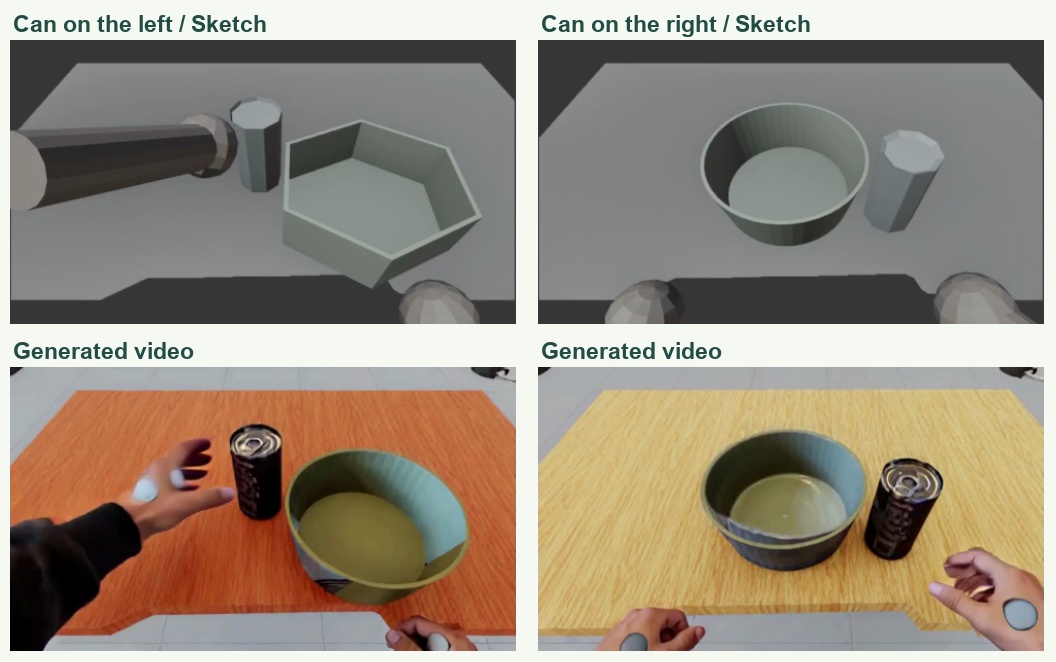 Can on the left / Sketch
Can on the right / Sketch
Generated video
Generated video